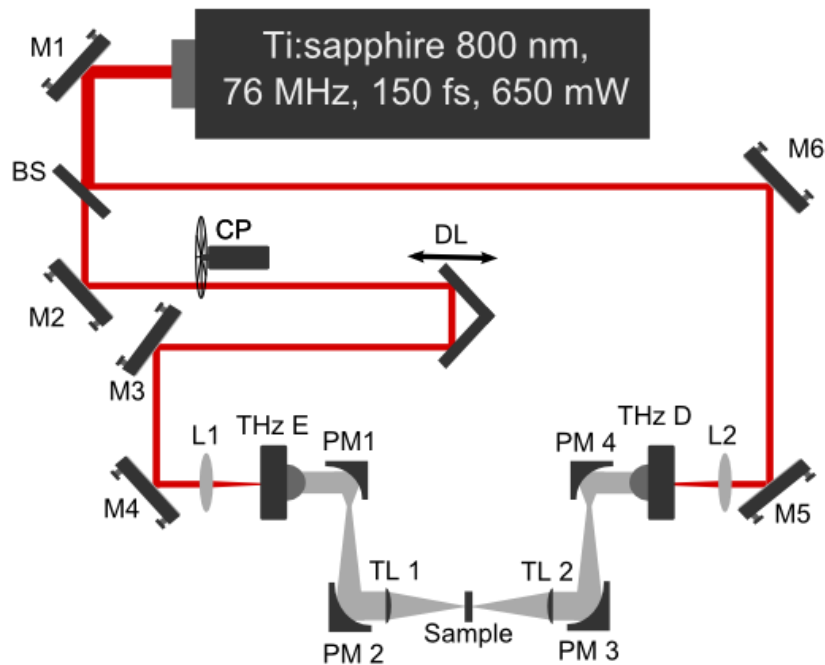 M1
Ti:sapphire 800 nm,
76 MHz, 150 fs, 650 mW
M6
BS
CP
DL
M2
M3
THz E
THz D
L1
PM1
PM 4
L2
M4
M5
TL 1
TL 2
Sample
PM 2
PM 3